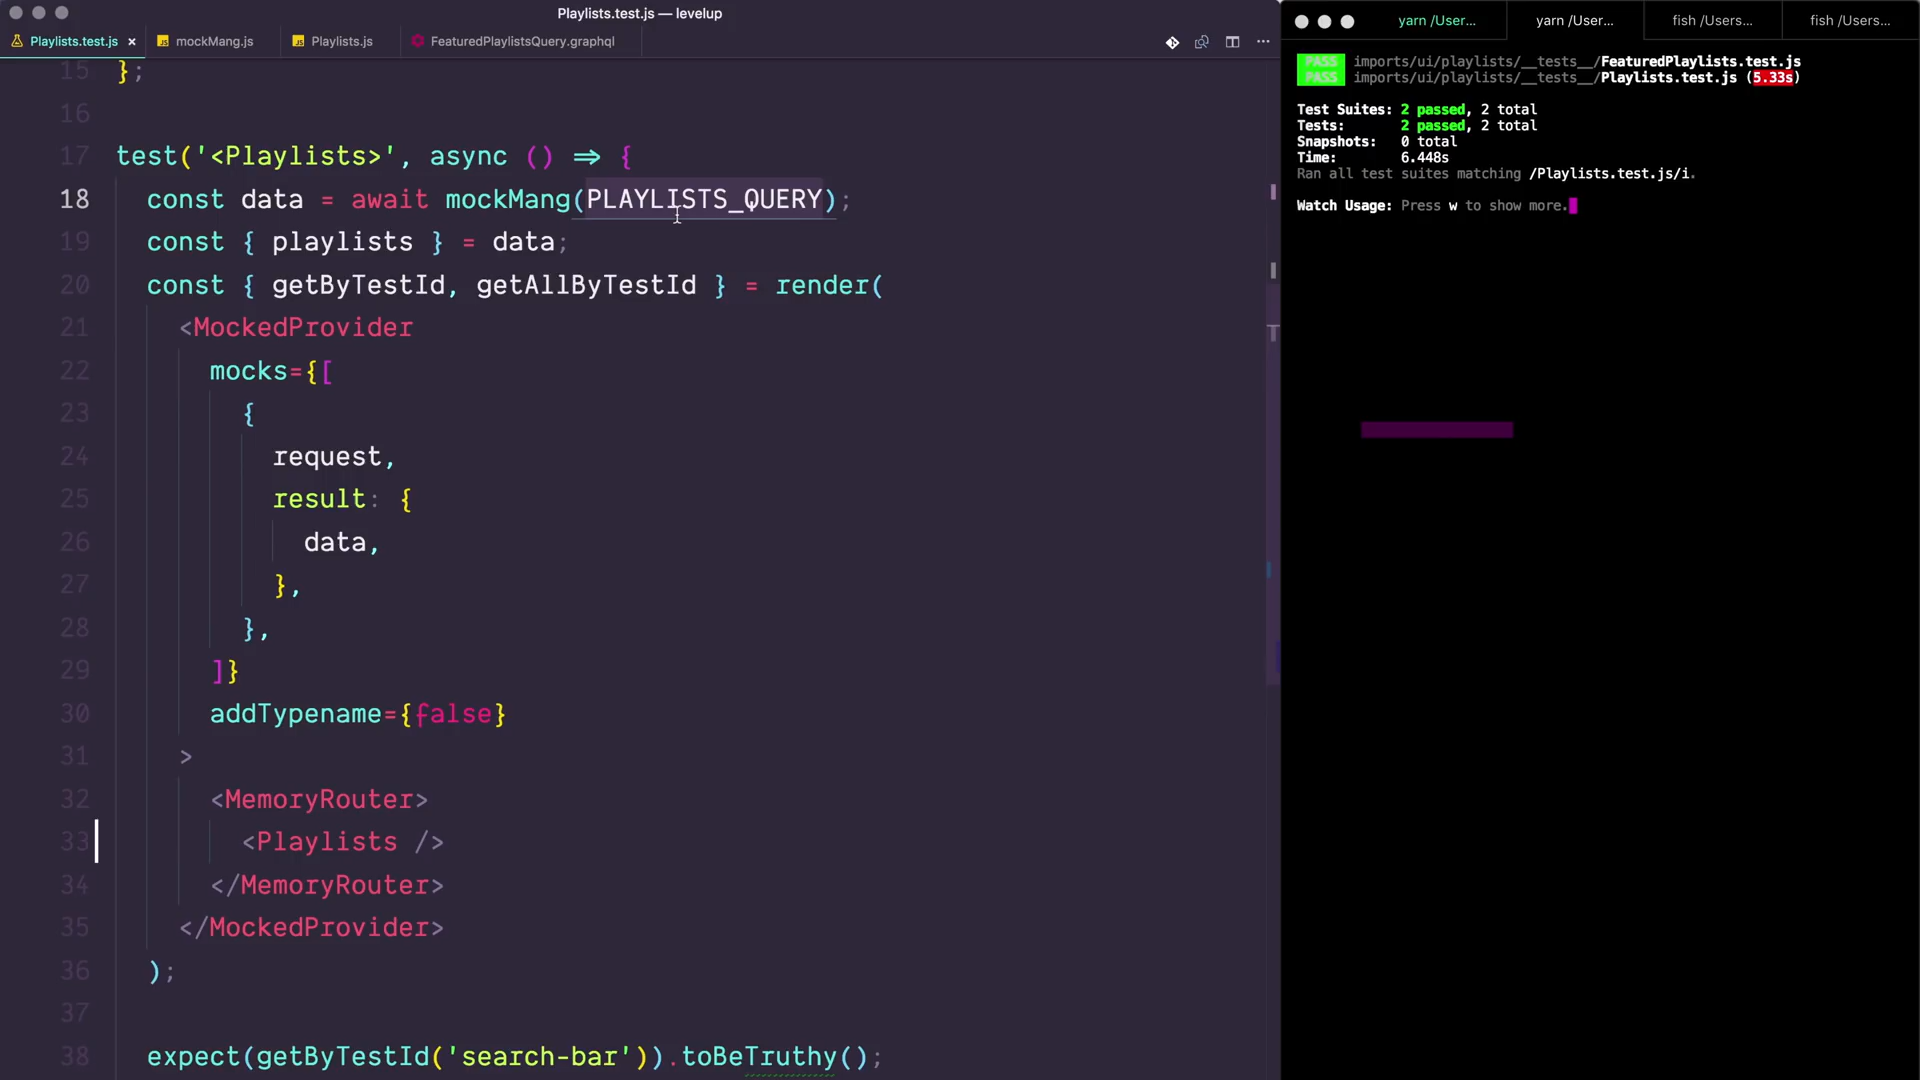 Playlists.test.js — levelup
Playlists.test.js × mockMang.js Playlists.js FeaturedPlaylistsQuery.graphql
15 };
16
17 test('<Playlists>', async () => {
18 const data = await mockMang(PLAYLISTS_QUERY);
19 const { playlists } = data;
20 const { getByTestId, getAllByTestId } = render(
21 <MockedProvider
22 mocks={[
23 {
24 request,
25 result: {
26 data,
27 },
28 },
29 ]}
30 addTypename={false}
31 >
32 <MemoryRouter>
33 <Playlists />
34 </MemoryRouter>
35 </MockedProvider>
36 );
37
38 expect(getByTestId('search-bar')).toBeTruthy();
yarn /User... yarn /User... fish /Users... fish /Users...
PASS imports/ui/playlists/__tests__/FeaturedPlaylists.test.js
PASS imports/ui/playlists/__tests__/Playlists.test.js (5.33s)
Test Suites: 2 passed, 2 total
Tests: 2 passed, 2 total
Snapshots: 0 total
Time: 6.448s
Ran all test suites matching /Playlists.test.js/i.
Watch Usage: Press w to show more.